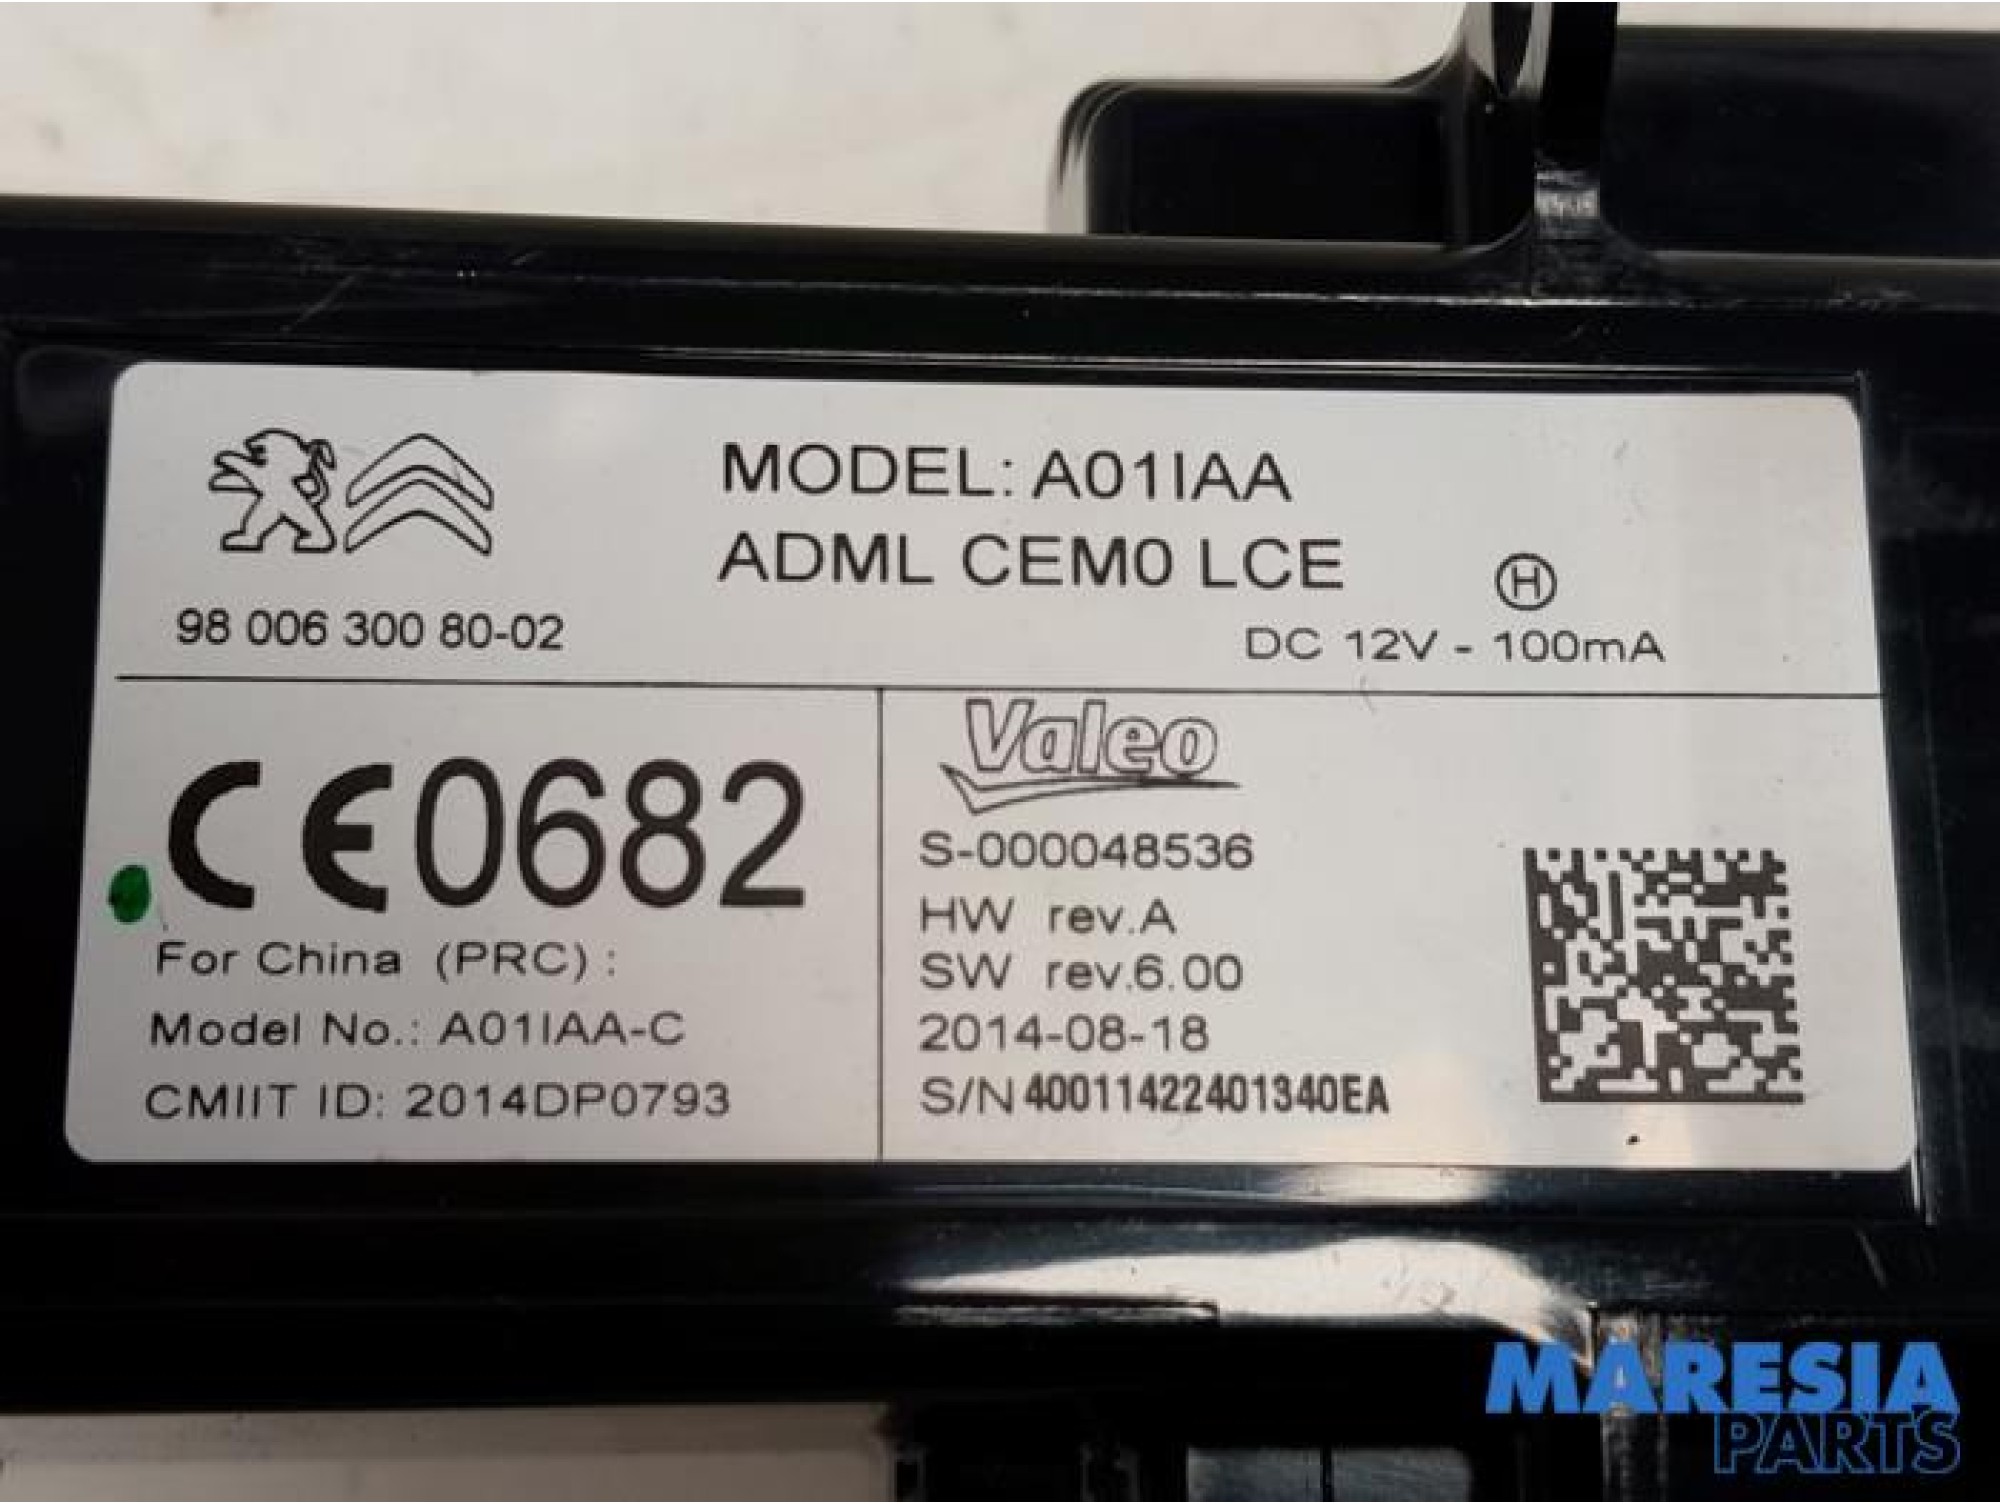 MODEL: A01IAA
ADML CEM0 LCE
H
98 006 300 80-02
DC 12V - 100mA
CE0682
For China (PRC) :
Model No.: A01IAA-C
CMIIT ID: 2014DP0793
Valeo
S-000048536
HW rev.A
SW rev.6.00
2014-08-18
S/N 40011422401340EA
MARESIA
PARTS